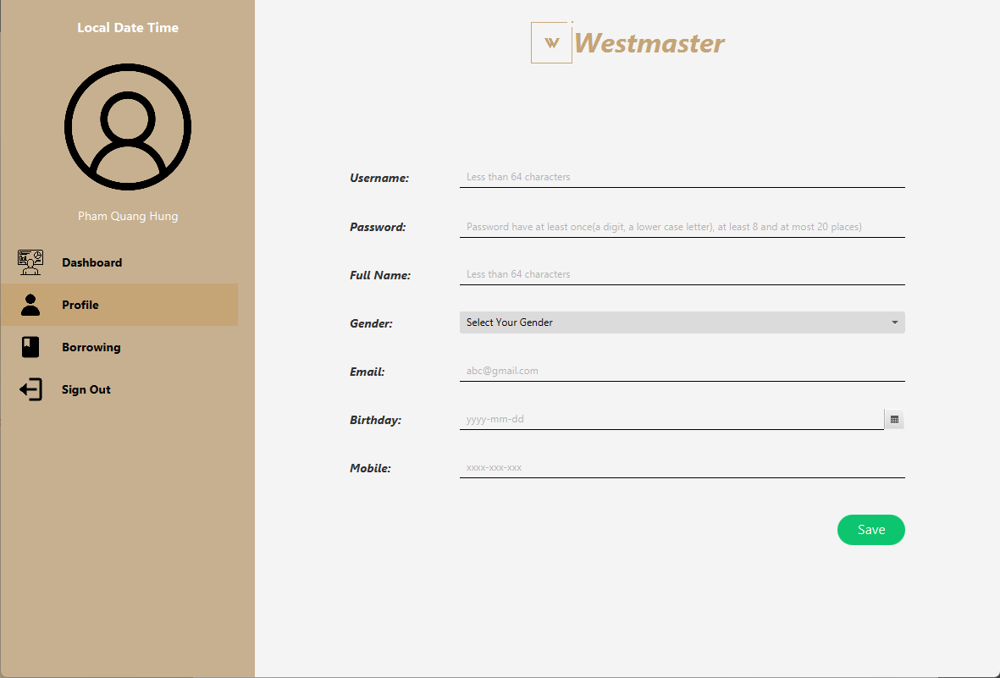 Local Date Time
Pham Quang Hung
Dashboard
Profile
Borrowing
Sign Out
W Westmaster
Username: Less than 64 characters
Password: Password have at least once(a digit, a lower case letter), at least 8 and at most 20 places)
Full Name: Less than 64 characters
Gender: Select Your Gender
Email: abc@gmail.com
Birthday: yyyy-mm-dd
Mobile: xxxx-xxx-xxx
Save